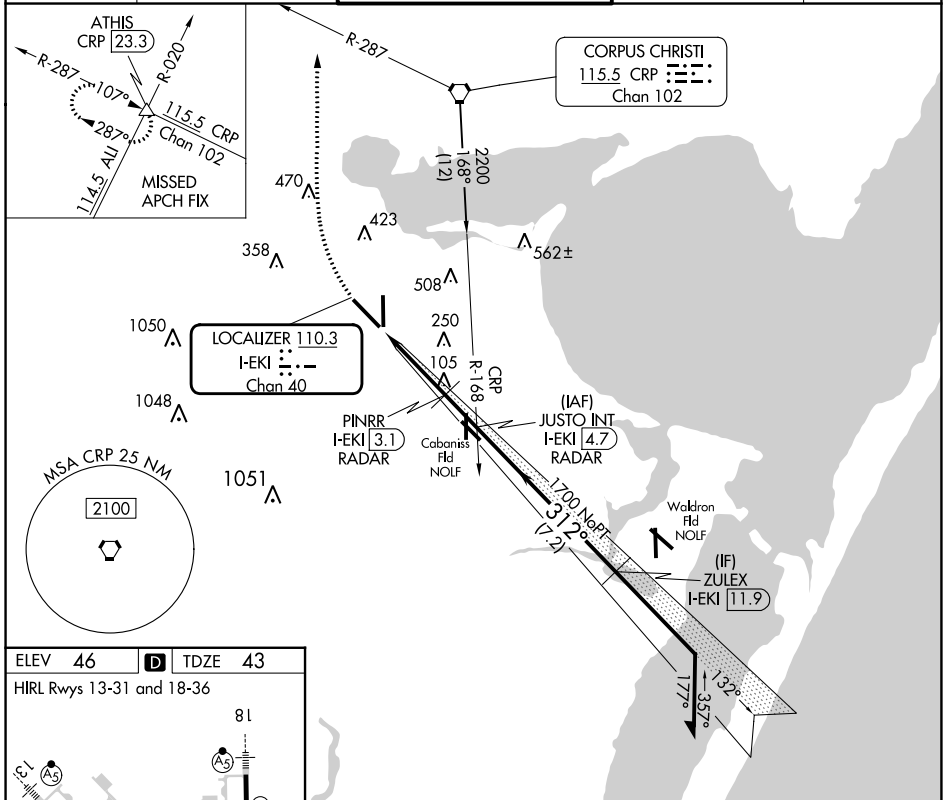 ATHIS
CRP 23.3
R-287
107°
287°
R-020
115.5 CRP
Chan 102
114.5 ALI
MISSED
APCH FIX
R-287
CORPUS CHRISTI
115.5 CRP
Chan 102
2200
168°
(12)
470
423
358
562±
508
1050
250
LOCALIZER 110.3
I-EKI
Chan 40
105
CRP
R-168
1048
PINRR
I-EKI 3.1
RADAR
Cabaniss
Fld
NOLF
(IAF)
JUSTO INT
I-EKI 4.7
RADAR
1051
MSA CRP 25 NM
2100
1700 NoPT
312°
(7.2)
Waldron
Fld
NOLF
(IF)
ZULEX
I-EKI 11.9
132°
177°
357°
ELEV 46 D TDZE 43
HIRL Rwys 13-31 and 18-36
18
A5
13
A5